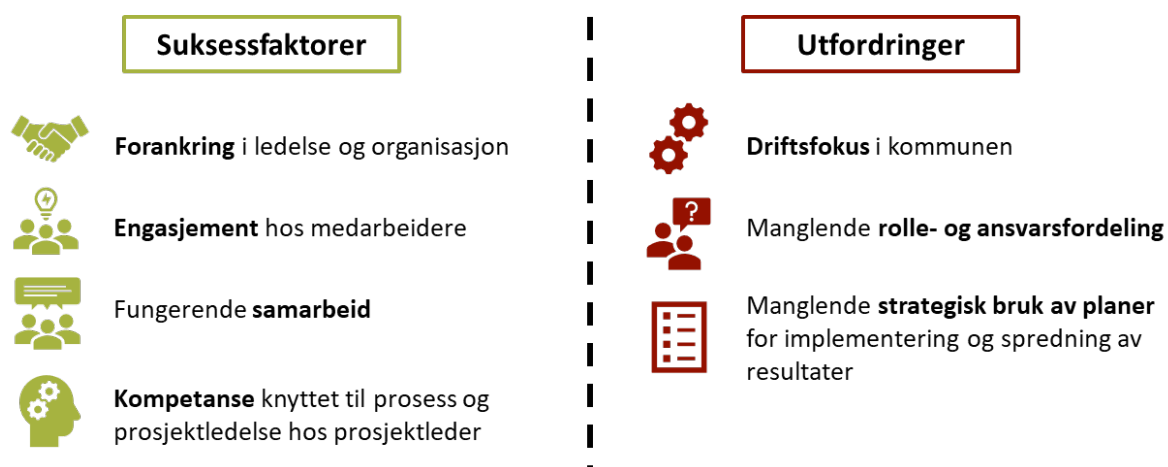 Suksessfaktorer
Forankring i ledelse og organisasjon
Engasjement hos medarbeidere
Fungerende samarbeid
Kompetanse knyttet til prosess og
prosjektledelse hos prosjektleder
Utfordringer
Driftsfokus i kommunen
?
Manglende rolle- og ansvarsfordeling
Manglende strategisk bruk av planer
for implementering og spredning av
resultater